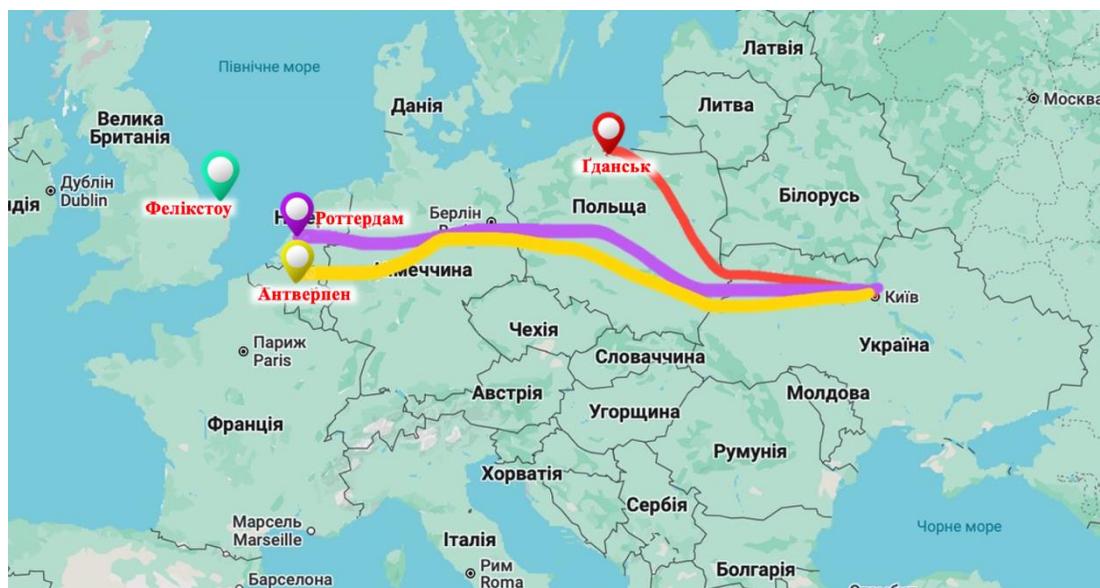 Латвія
Північне море
Москва
Данія
Литва
Велика
Британія
Ґданськ
Дублін
Dublin
Білорусь
Польща
Фелікстоу
Роттердам
Берлін
Німеччина
Антверпен
Київ
Чехія
Україна
Париж
Paris
Словаччина
Австрія
Молдова
Угорщина
Франція
Румунія
Хорватія
Сербія
Марсель
Marseille
Чорне море
Італія
Рим
Roma
Болгарія
Барселона